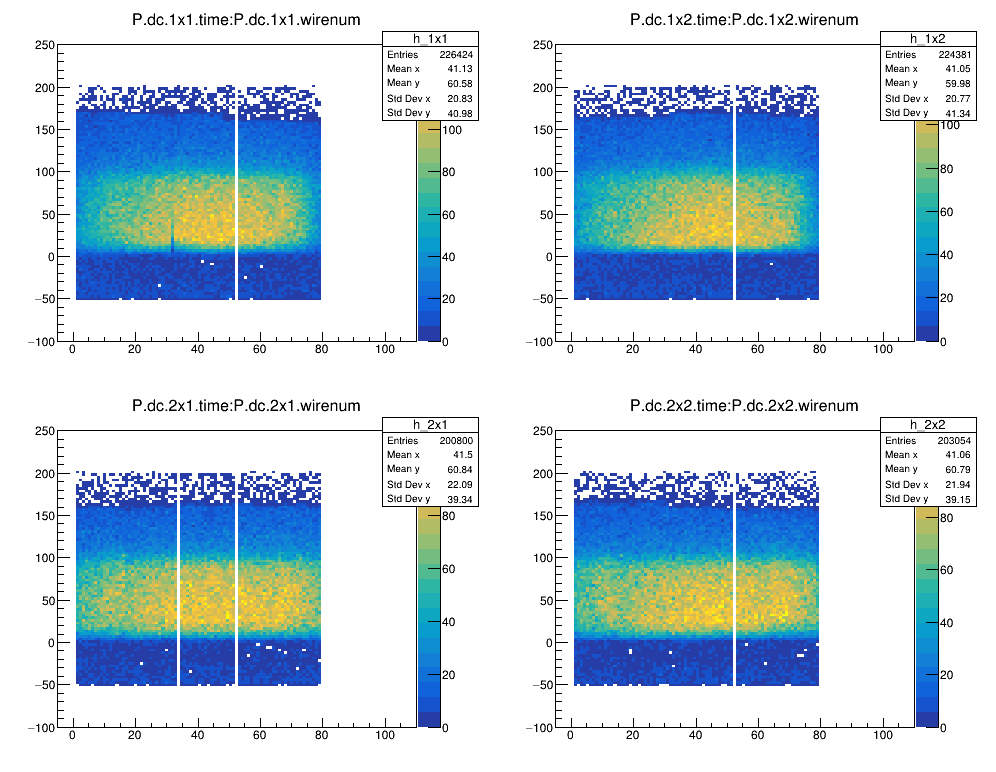 P.dc.1x1.time:P.dc.1x1.wirenum
h_1x1
Entries 226424
Mean x 41.13
Mean y 60.58
Std Dev x 20.83
Std Dev y 40.98
250
200
150
100
50
0
−50
−100
0 20 40 60 80 100
100
80
60
40
20
0
P.dc.1x2.time:P.dc.1x2.wirenum
h_1x2
Entries 224381
Mean x 41.05
Mean y 59.98
Std Dev x 20.77
Std Dev y 41.34
250
200
150
100
50
0
−50
−100
0 20 40 60 80 100
100
80
60
40
20
0
P.dc.2x1.time:P.dc.2x1.wirenum
h_2x1
Entries 200800
Mean x 41.5
Mean y 60.84
Std Dev x 22.09
Std Dev y 39.34
250
200
150
100
50
0
−50
−100
0 20 40 60 80 100
80
60
40
20
0
P.dc.2x2.time:P.dc.2x2.wirenum
h_2x2
Entries 203054
Mean x 41.06
Mean y 60.79
Std Dev x 21.94
Std Dev y 39.15
250
200
150
100
50
0
−50
−100
0 20 40 60 80 100
80
60
40
20
0